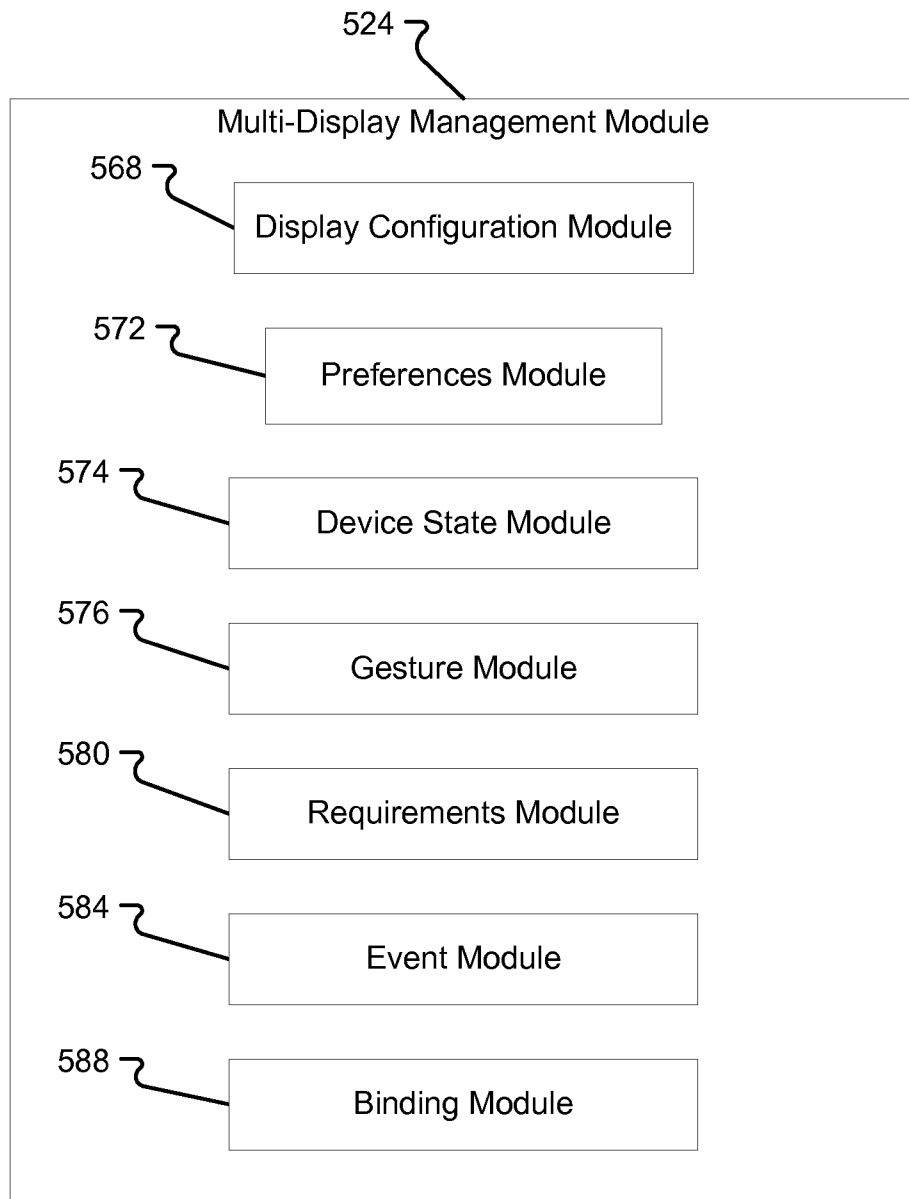 524
Multi-Display Management Module
568
Display Configuration Module
572
Preferences Module
574
Device State Module
576
Gesture Module
580
Requirements Module
584
Event Module
588
Binding Module